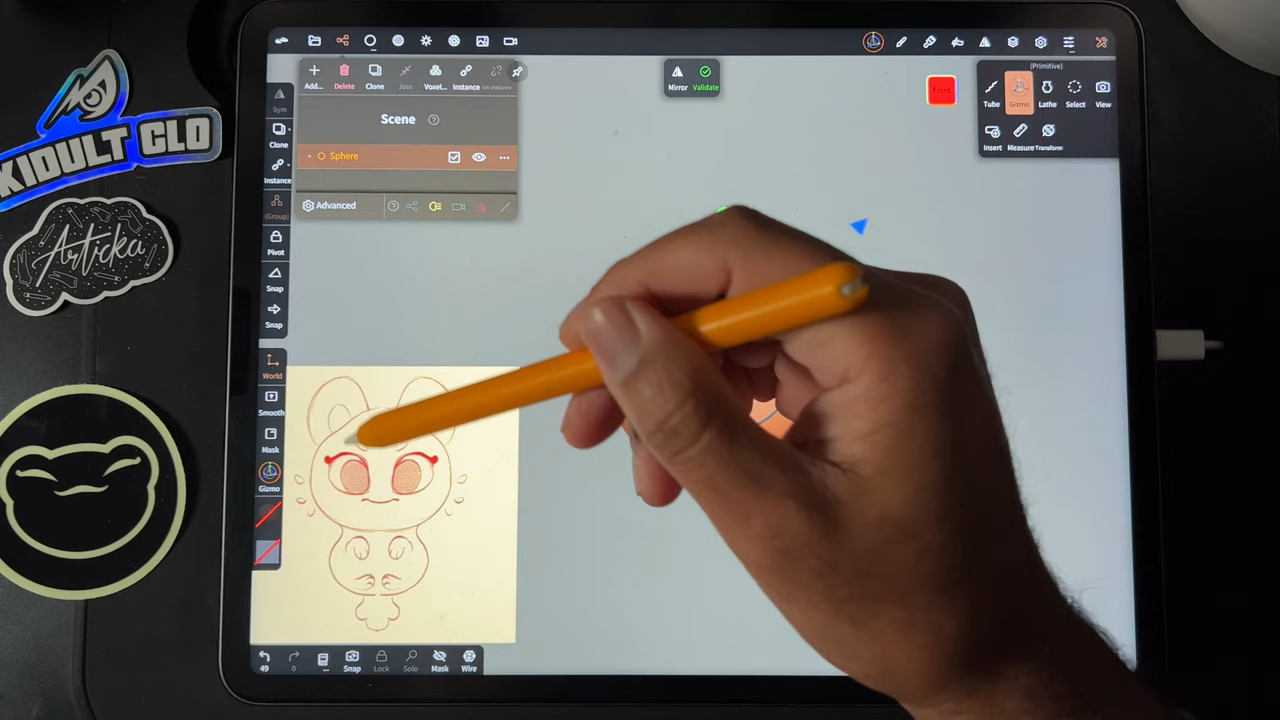 KIDULT CLO
Articka
Add...
Delete
Clone
Join
Voxel...
Instance
Un-instance
Scene
Sphere
Advanced
Mirror
Validate
Front
(Primitive)
Tube
Gizmo
Lathe
Select
View
Insert
Measure
Transform
Sym
Clone
Instance
(Group)
Pivot
Snap
Snap
World
Smooth
Mask
Gizmo
49
0
Snap
Lock
Solo
Mask
Wire